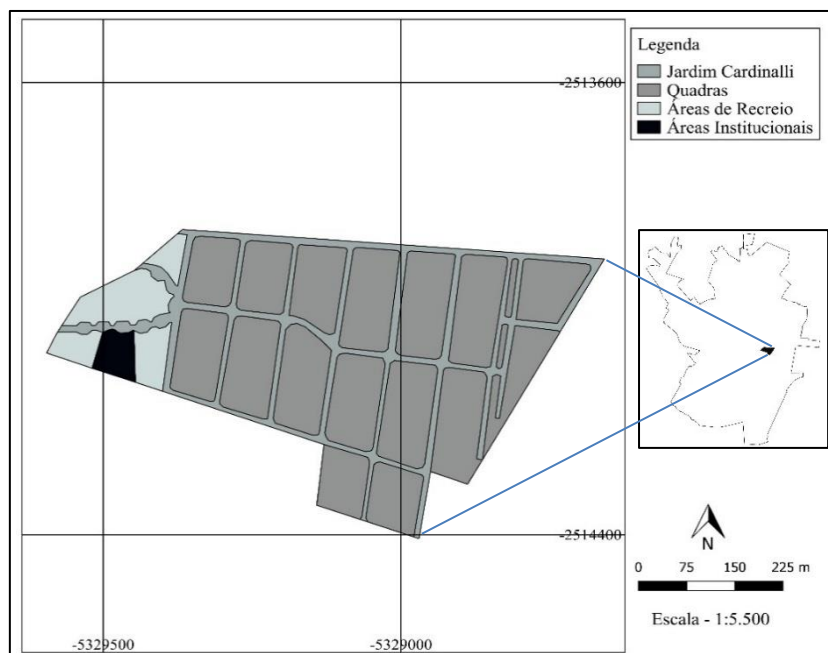 Legenda
Jardim Cardinalli
Quadras
Áreas de Recreio
Áreas Institucionais
-2513600
-2514400
-5329500
-5329000
N
0 75 150 225 m
Escala - 1:5.500